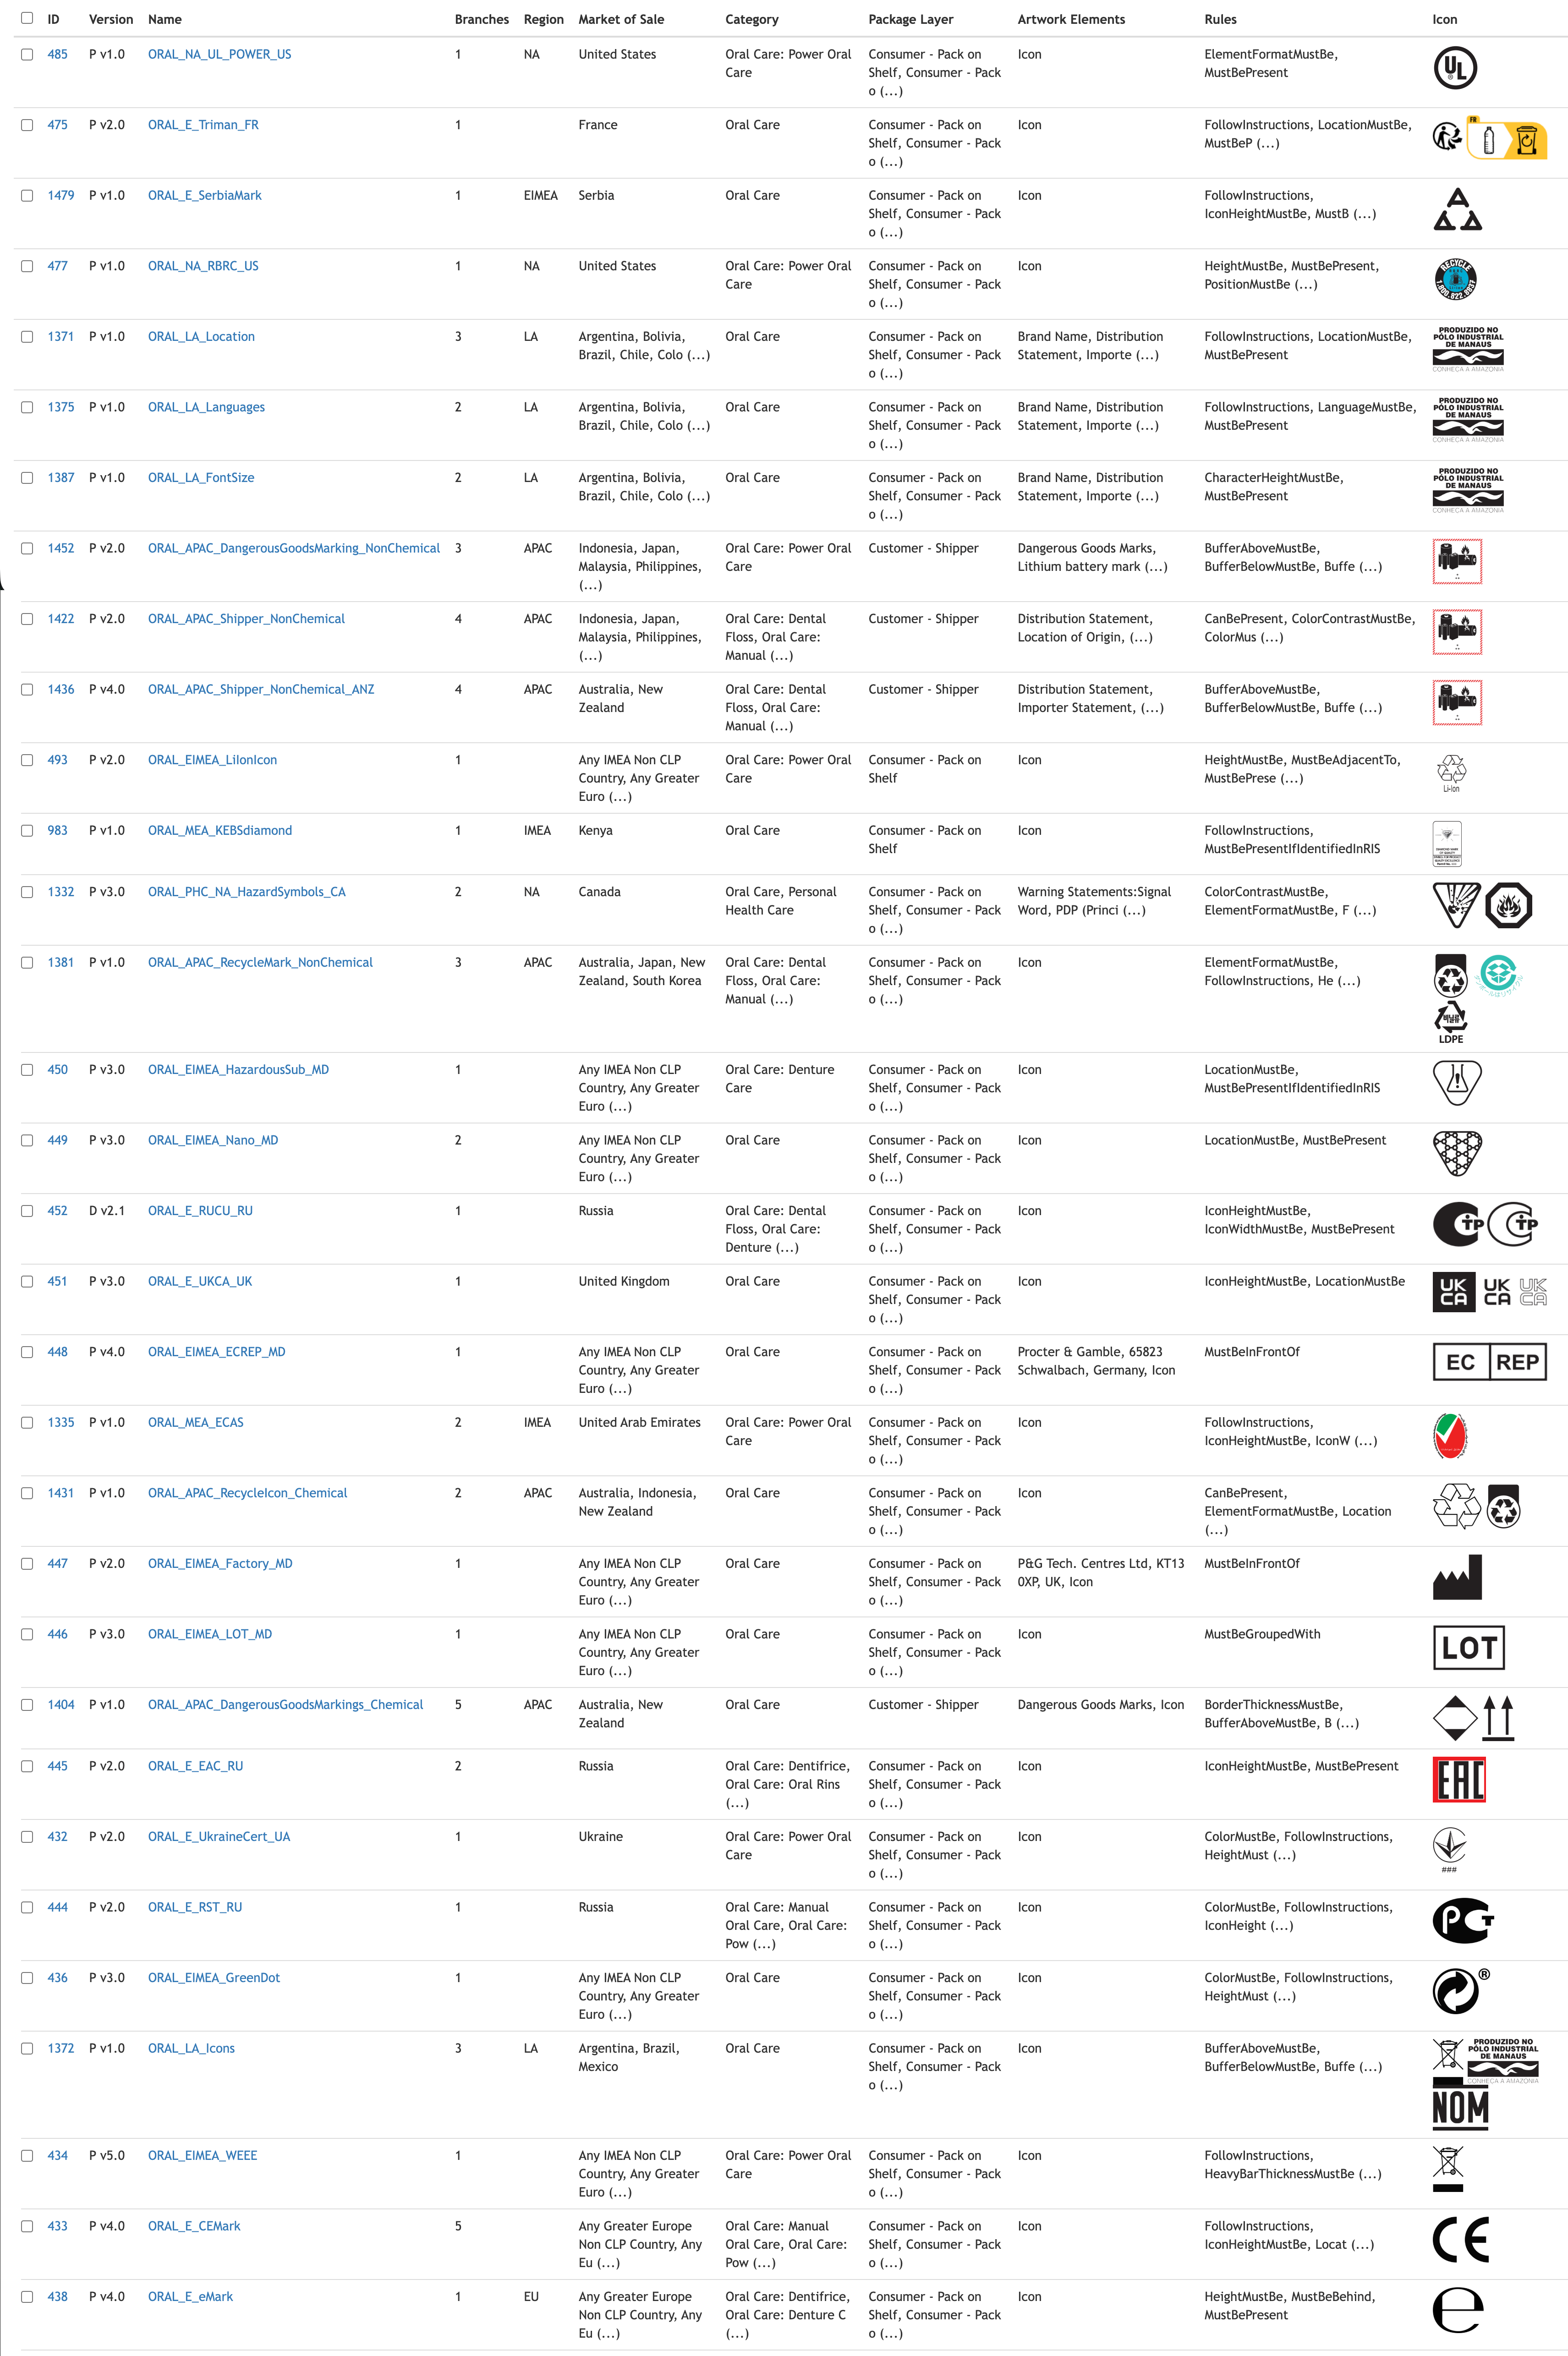 ID Version Name Branches Region Market of Sale Category Package Layer Artwork Elements Rules Icon
485 P v1.0 ORAL_NA_UL_POWER_US 1 NA United States Oral Care: Power Oral Consumer - Pack on Icon ElementFormatMustBe,
Care Shelf, Consumer - Pack MustBePresent UL
o (...)
475 P v2.0 ORAL_E_Triman_FR 1 France Oral Care Consumer - Pack on Icon FollowInstructions, LocationMustBe, FR
Shelf, Consumer - Pack MustBeP (...)
o (...)
1479 P v1.0 ORAL_E_SerbiaMark 1 EIMEA Serbia Oral Care Consumer - Pack on Icon FollowInstructions,
Shelf, Consumer - Pack IconHeightMustBe, MustB (...)
o (...)
477 P v1.0 ORAL_NA_RBRC_US 1 NA United States Oral Care: Power Oral Consumer - Pack on Icon HeightMustBe, MustBePresent, RECYCLE
Care Shelf, Consumer - Pack PositionMustBe (...) 1.800.822.8837
o (...)
1371 P v1.0 ORAL_LA_Location 3 LA Argentina, Bolivia, Oral Care Consumer - Pack on Brand Name, Distribution FollowInstructions, LocationMustBe, PRODUZIDO NO
Brazil, Chile, Colo (...) Shelf, Consumer - Pack Statement, Importe (...) MustBePresent PÓLO INDUSTRIAL
DE MANAUS
o (...) CONHEÇA A AMAZONIA
1375 P v1.0 ORAL_LA_Languages 2 LA Argentina, Bolivia, Oral Care Consumer - Pack on Brand Name, Distribution FollowInstructions, LanguageMustBe, PRODUZIDO NO
Brazil, Chile, Colo (...) Shelf, Consumer - Pack Statement, Importe (...) MustBePresent PÓLO INDUSTRIAL
DE MANAUS
o (...) CONHEÇA A AMAZONIA
1387 P v1.0 ORAL_LA_FontSize 2 LA Argentina, Bolivia, Oral Care Consumer - Pack on Brand Name, Distribution CharacterHeightMustBe, PRODUZIDO NO
Brazil, Chile, Colo (...) Shelf, Consumer - Pack Statement, Importe (...) MustBePresent PÓLO INDUSTRIAL
DE MANAUS
o (...) CONHEÇA A AMAZONIA
1452 P v2.0 ORAL_APAC_DangerousGoodsMarking_NonChemical 3 APAC Indonesia, Japan, Oral Care: Power Oral Customer - Shipper Dangerous Goods Marks, BufferAboveMustBe,
Malaysia, Philippines, Care Lithium battery mark (...) BufferBelowMustBe, Buffe (...)
(...)
1422 P v2.0 ORAL_APAC_Shipper_NonChemical 4 APAC Indonesia, Japan, Oral Care: Dental Customer - Shipper Distribution Statement, CanBePresent, ColorContrastMustBe,
Malaysia, Philippines, Floss, Oral Care: Location of Origin, (...) ColorMus (...)
(...) Manual (...)
1436 P v4.0 ORAL_APAC_Shipper_NonChemical_ANZ 4 APAC Australia, New Oral Care: Dental Customer - Shipper Distribution Statement, BufferAboveMustBe,
Zealand Floss, Oral Care: Importer Statement, (...) BufferBelowMustBe, Buffe (...)
Manual (...)
493 P v2.0 ORAL_EIMEA_LiIonIcon 1 Any IMEA Non CLP Oral Care: Power Oral Consumer - Pack on Icon HeightMustBe, MustBeAdjacentTo,
Country, Any Greater Care Shelf MustBePrese (...)
Euro (...) Li-Ion
983 P v1.0 ORAL_MEA_KEBSdiamond 1 IMEA Kenya Oral Care Consumer - Pack on Icon FollowInstructions,
Shelf MustBePresentIfIdentifiedInRIS
1332 P v3.0 ORAL_PHC_NA_HazardSymbols_CA 2 NA Canada Oral Care, Personal Consumer - Pack on Warning Statements:Signal ColorContrastMustBe,
Health Care Shelf, Consumer - Pack Word, PDP (Princi (...) ElementFormatMustBe, F (...)
o (...)
1381 P v1.0 ORAL_APAC_RecycleMark_NonChemical 3 APAC Australia, Japan, New Oral Care: Dental Consumer - Pack on Icon ElementFormatMustBe,
Zealand, South Korea Floss, Oral Care: Shelf, Consumer - Pack FollowInstructions, He (...)
Manual (...) o (...)
LDPE
450 P v3.0 ORAL_EIMEA_HazardousSub_MD 1 Any IMEA Non CLP Oral Care: Denture Consumer - Pack on Icon LocationMustBe,
Country, Any Greater Care Shelf, Consumer - Pack MustBePresentIfIdentifiedInRIS
Euro (...) o (...)
449 P v3.0 ORAL_EIMEA_Nano_MD 2 Any IMEA Non CLP Oral Care Consumer - Pack on Icon LocationMustBe, MustBePresent
Country, Any Greater Shelf, Consumer - Pack
Euro (...) o (...)
452 D v2.1 ORAL_E_RUCU_RU 1 Russia Oral Care: Dental Consumer - Pack on Icon IconHeightMustBe,
Floss, Oral Care: Shelf, Consumer - Pack IconWidthMustBe, MustBePresent
Denture (...) o (...)
451 P v3.0 ORAL_E_UKCA_UK 1 United Kingdom Oral Care Consumer - Pack on Icon IconHeightMustBe, LocationMustBe UK UK UK
Shelf, Consumer - Pack CA CA CA
o (...)
448 P v4.0 ORAL_EIMEA_ECREP_MD 1 Any IMEA Non CLP Oral Care Consumer - Pack on Procter & Gamble, 65823 MustBeInFrontOf EC REP
Country, Any Greater Shelf, Consumer - Pack Schwalbach, Germany, Icon
Euro (...) o (...)
1335 P v1.0 ORAL_MEA_ECAS 2 IMEA United Arab Emirates Oral Care: Power Oral Consumer - Pack on Icon FollowInstructions,
Care Shelf, Consumer - Pack IconHeightMustBe, IconW (...)
o (...)
1431 P v1.0 ORAL_APAC_RecycleIcon_Chemical 2 APAC Australia, Indonesia, Oral Care Consumer - Pack on Icon CanBePresent,
New Zealand Shelf, Consumer - Pack ElementFormatMustBe, Location
o (...) (...)
447 P v2.0 ORAL_EIMEA_Factory_MD 1 Any IMEA Non CLP Oral Care Consumer - Pack on P&G Tech. Centres Ltd, KT13 MustBeInFrontOf
Country, Any Greater Shelf, Consumer - Pack 0XP, UK, Icon
Euro (...) o (...)
446 P v3.0 ORAL_EIMEA_LOT_MD 1 Any IMEA Non CLP Oral Care Consumer - Pack on Icon MustBeGroupedWith LOT
Country, Any Greater Shelf, Consumer - Pack
Euro (...) o (...)
1404 P v1.0 ORAL_APAC_DangerousGoodsMarkings_Chemical 5 APAC Australia, New Oral Care Customer - Shipper Dangerous Goods Marks, Icon BorderThicknessMustBe,
Zealand BufferAboveMustBe, B (...)
445 P v2.0 ORAL_E_EAC_RU 2 Russia Oral Care: Dentifrice, Consumer - Pack on Icon IconHeightMustBe, MustBePresent EAC
Oral Care: Oral Rins Shelf, Consumer - Pack
(...) o (...)
432 P v2.0 ORAL_E_UkraineCert_UA 1 Ukraine Oral Care: Power Oral Consumer - Pack on Icon ColorMustBe, FollowInstructions,
Care Shelf, Consumer - Pack HeightMust (...)
o (...) ###
444 P v2.0 ORAL_E_RST_RU 1 Russia Oral Care: Manual Consumer - Pack on Icon ColorMustBe, FollowInstructions,
Oral Care, Oral Care: Shelf, Consumer - Pack IconHeight (...)
Pow (...) o (...)
436 P v3.0 ORAL_EIMEA_GreenDot 1 Any IMEA Non CLP Oral Care Consumer - Pack on Icon ColorMustBe, FollowInstructions, ®
Country, Any Greater Shelf, Consumer - Pack HeightMust (...)
Euro (...) o (...)
1372 P v1.0 ORAL_LA_Icons 3 LA Argentina, Brazil, Oral Care Consumer - Pack on Icon BufferAboveMustBe, PRODUZIDO NO
Mexico Shelf, Consumer - Pack BufferBelowMustBe, Buffe (...) PÓLO INDUSTRIAL
DE MANAUS
o (...) CONHEÇA A AMAZONIA
NOM
434 P v5.0 ORAL_EIMEA_WEEE 1 Any IMEA Non CLP Oral Care: Power Oral Consumer - Pack on Icon FollowInstructions,
Country, Any Greater Care Shelf, Consumer - Pack HeavyBarThicknessMustBe (...)
Euro (...) o (...)
433 P v4.0 ORAL_E_CEMark 5 Any Greater Europe Oral Care: Manual Consumer - Pack on Icon FollowInstructions, CE
Non CLP Country, Any Oral Care, Oral Care: Shelf, Consumer - Pack IconHeightMustBe, Locat (...)
Eu (...) Pow (...) o (...)
438 P v4.0 ORAL_E_eMark 1 EU Any Greater Europe Oral Care: Dentifrice, Consumer - Pack on Icon HeightMustBe, MustBeBehind, e
Non CLP Country, Any Oral Care: Denture C Shelf, Consumer - Pack MustBePresent
Eu (...) (...) o (...)